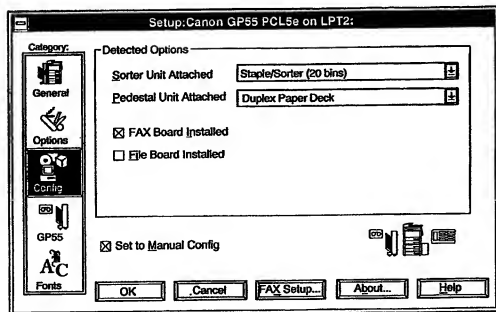 Setup:Canon GP55 PCL5e on LPT2:
Category:
General
Options
Config
GP55
Fonts
Detected Options
Sorter Unit Attached
Staple/Sorter (20 bins)
Pedestal Unit Attached
Duplex Paper Deck
FAX Board Installed
File Board Installed
Set to Manual Config
OK
.Cancel
FAX Setup...
About...
Help